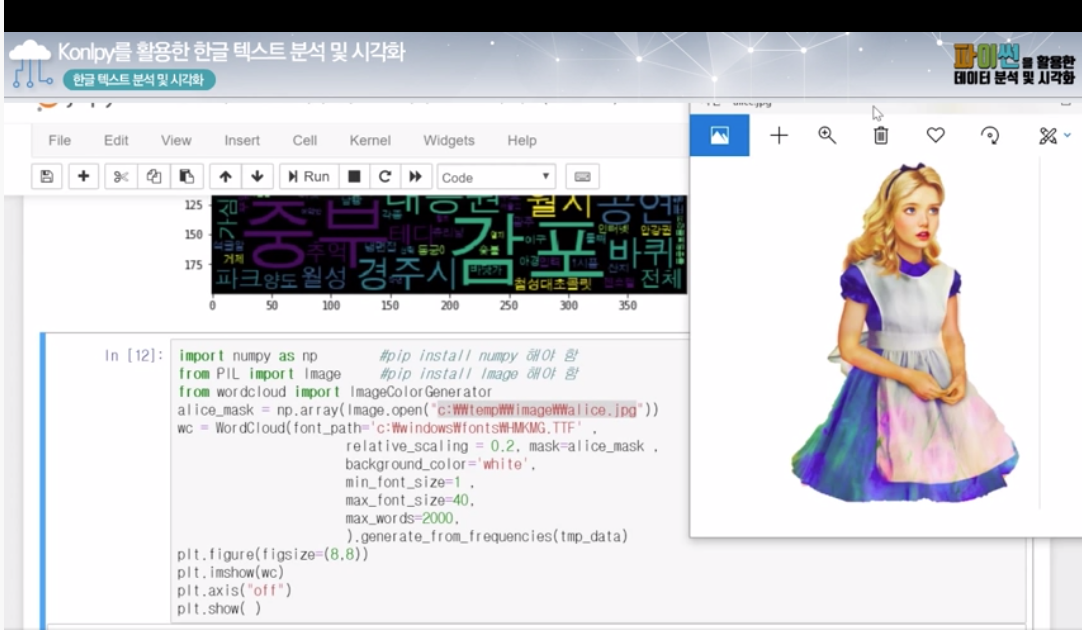 Konlpy를 활용한 한글 텍스트 분석 및 시각화
한글 텍스트 분석 및 시각화
파이썬을 활용한
데이터 분석 및 시각화
alice.jpg
File Edit View Insert Cell Kernel Widgets Help
Run Code
125
150
175
중부 감포 월지 공연
테디 바퀴
추억
거제
파크 양도 월성 경주시 첨성대초콜릿 전체
0 50 100 150 200 250 300 350
In [12]: import numpy as np #pip install numpy 해야 함
from PIL import Image #pip install Image 해야 함
from wordcloud import ImageColorGenerator
alice_mask = np.array(Image.open("c:₩₩temp₩₩image₩₩alice.jpg"))
wc = WordCloud(font_path='c:₩windows₩fonts₩HMKMG.TTF' ,
relative_scaling = 0.2, mask=alice_mask ,
background_color='white',
min_font_size=1 ,
max_font_size=40,
max_words=2000,
).generate_from_frequencies(tmp_data)
plt.figure(figsize=(8,8))
plt.imshow(wc)
plt.axis("off")
plt.show( )